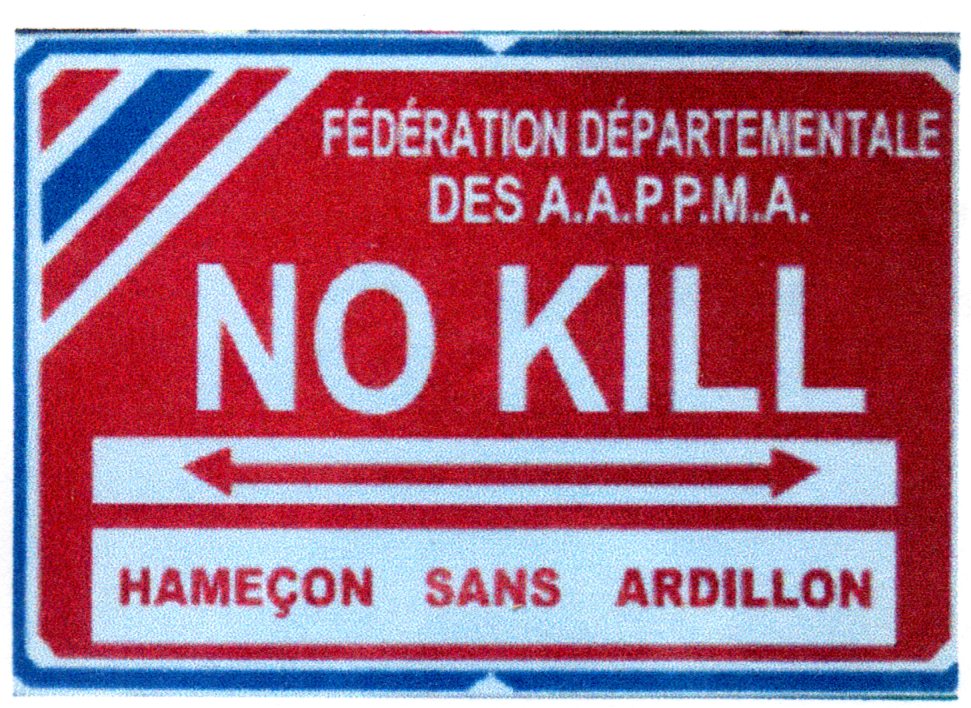 FÉDÉRATION DÉPARTEMENTALE
DES A.A.P.P.M.A.
NO KILL
HAMEÇON SANS ARDILLON